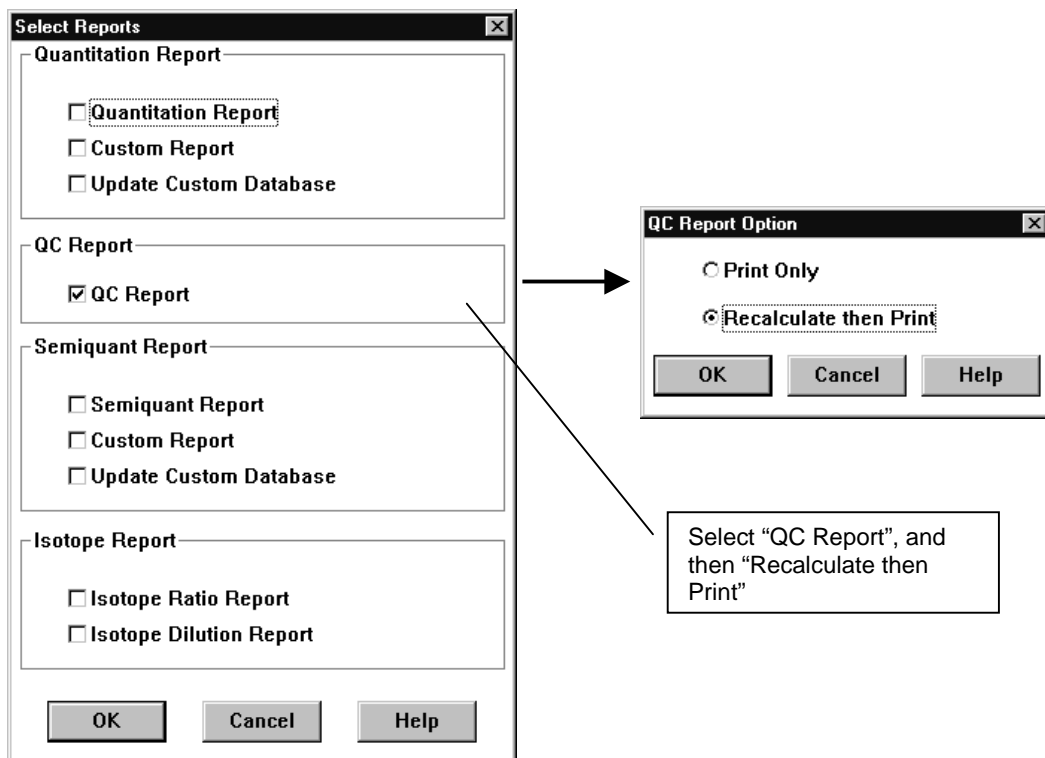 Select Reports
Quantitation Report
Quantitation Report
Custom Report
Update Custom Database
QC Report
QC Report
Semiquant Report
Semiquant Report
Custom Report
Update Custom Database
Isotope Report
Isotope Ratio Report
Isotope Dilution Report
OK Cancel Help
QC Report Option
Print Only
Recalculate then Print
OK Cancel Help
Select “QC Report”, and
then “Recalculate then
Print”